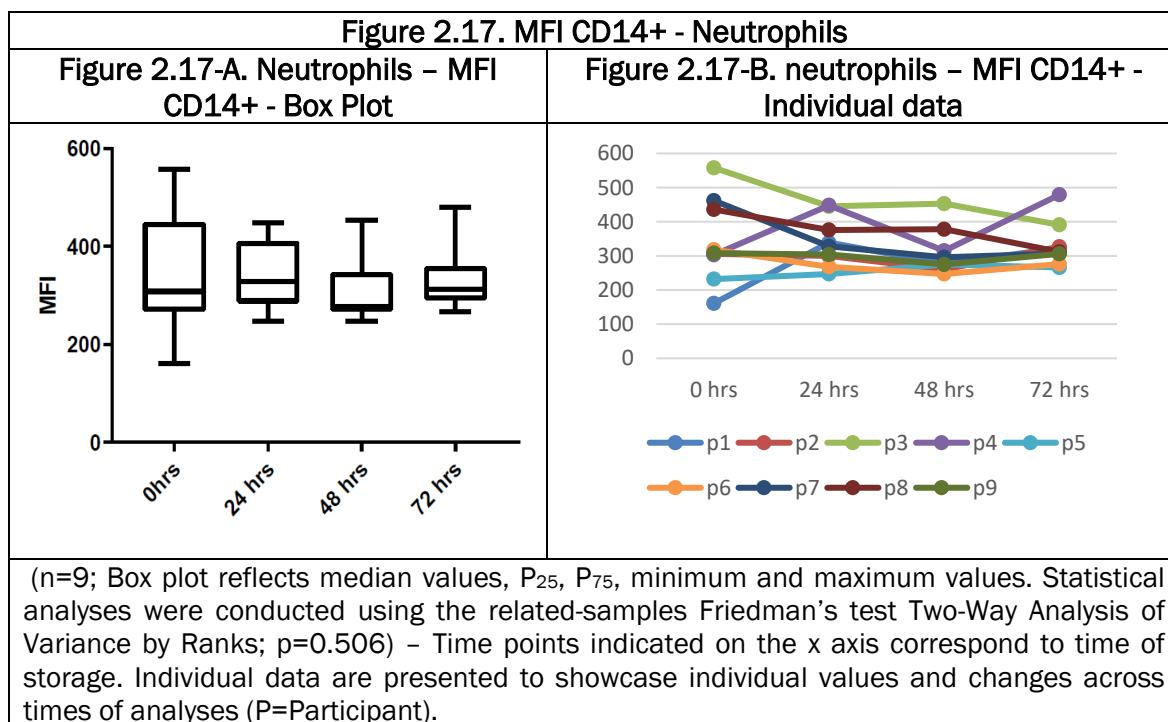 Figure 2.17. MFI CD14+ - Neutrophils
Figure 2.17-A. Neutrophils – MFI
CD14+ - Box Plot
Figure 2.17-B. neutrophils – MFI CD14+ -
Individual data
600
400
200
0
MFI
0hrs
24 hrs
48 hrs
72 hrs
600
500
400
300
200
100
0
0 hrs
24 hrs
48 hrs
72 hrs
p1
p2
p3
p4
p5
p6
p7
p8
p9
(n=9; Box plot reflects median values, P25, P75, minimum and maximum values. Statistical
analyses were conducted using the related-samples Friedman's test Two-Way Analysis of
Variance by Ranks; p=0.506) – Time points indicated on the x axis correspond to time of
storage. Individual data are presented to showcase individual values and changes across
times of analyses (P=Participant).